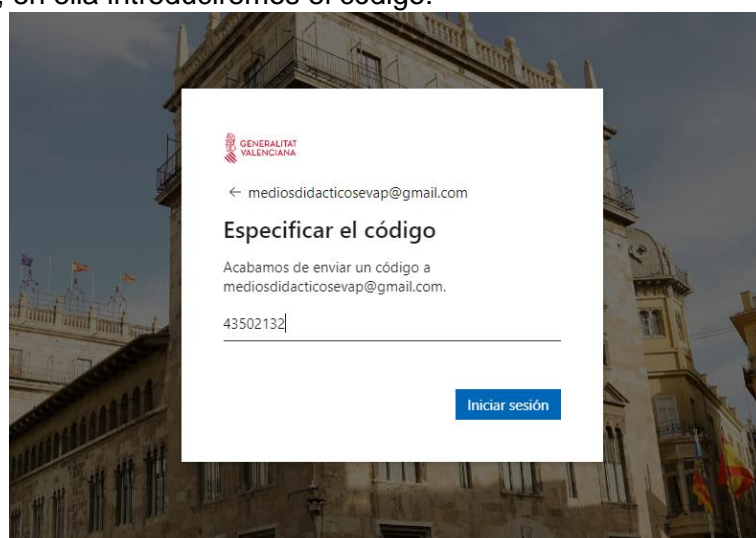 , en ella introduciremos el código.
GENERALITAT
VALENCIANA
← mediosdidacticosevap@gmail.com
Especificar el código
Acabamos de enviar un código a
mediosdidacticosevap@gmail.com.
43502132
Iniciar sesión